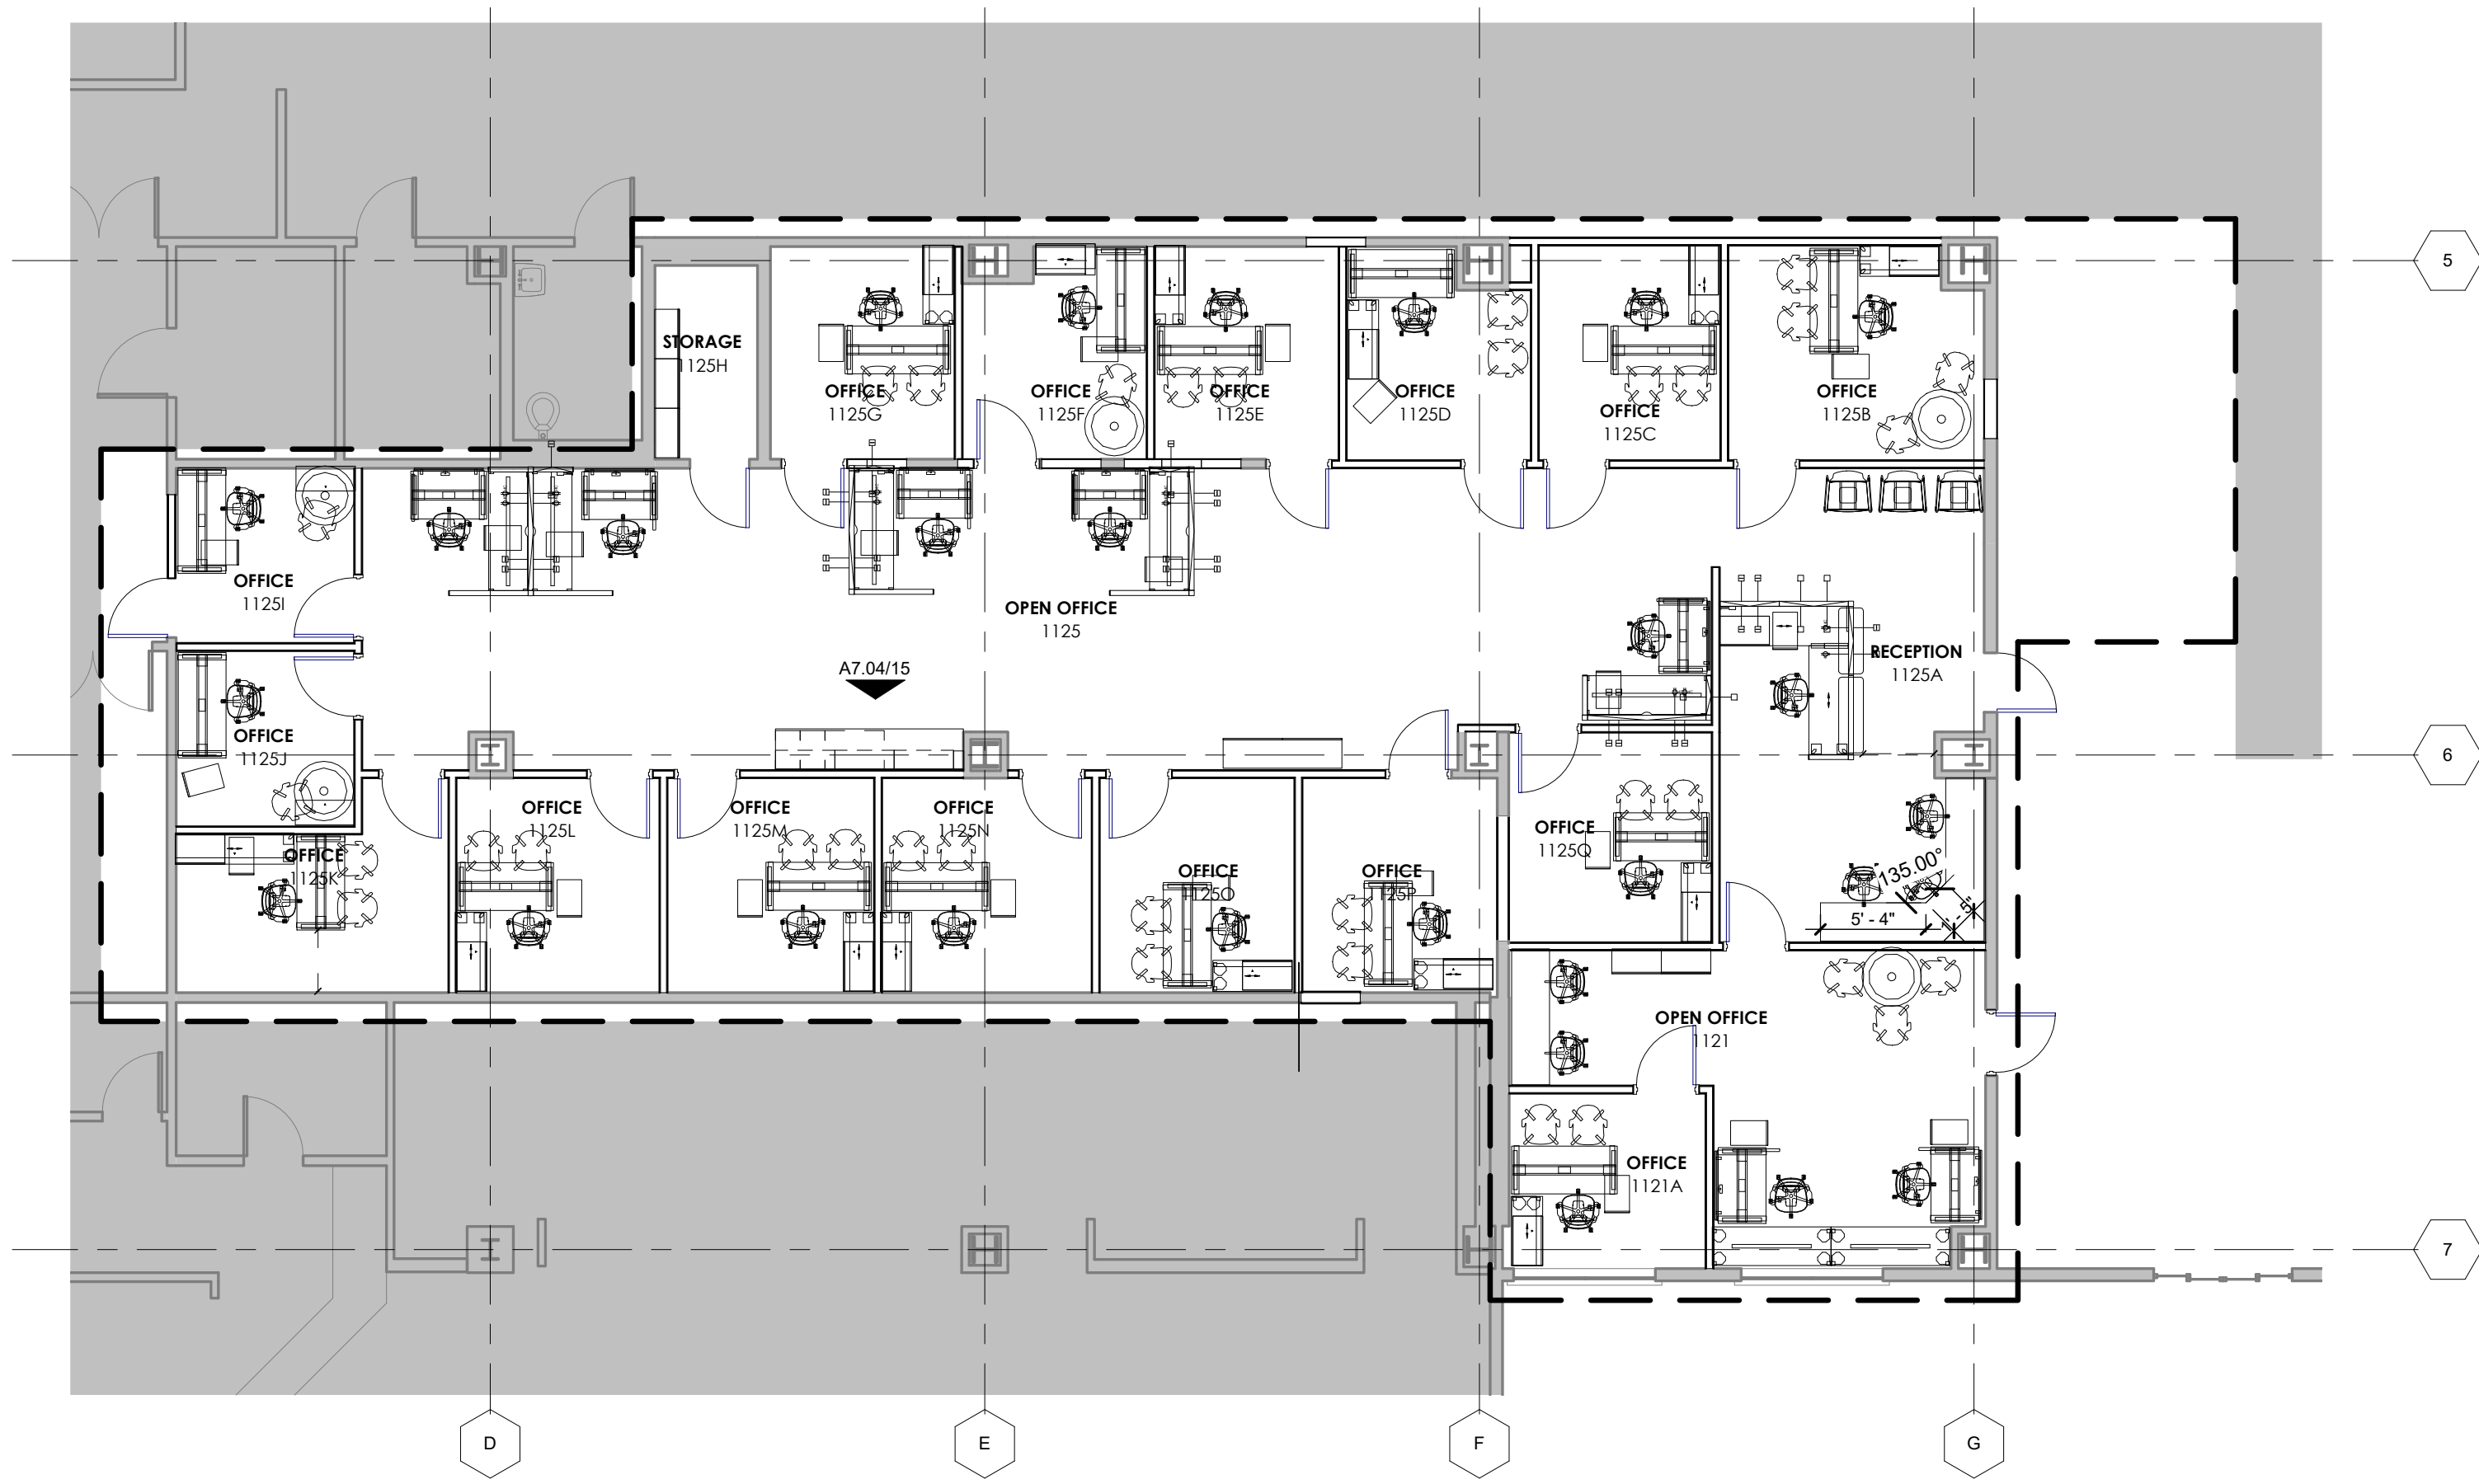 5
STORAGE
1125H
OFFICE
1125G
OFFICE
1125F
OFFICE
1125E
OFFICE
1125D
OFFICE
1125C
OFFICE
1125B
OFFICE
1125I
OPEN OFFICE
1125
RECEPTION
1125A
A7.04/15
OFFICE
1125J
6
OFFICE
1125K
OFFICE
1125L
OFFICE
1125M
OFFICE
1125N
OFFICE
1125O
OFFICE
1125P
OFFICE
1125Q
135.00°
5' - 4"
OPEN OFFICE
1121
OFFICE
1121A
7
D
E
F
G